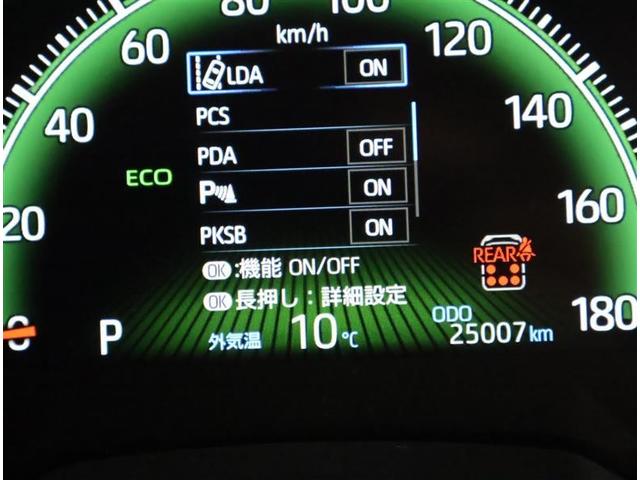 80
100
km/h
60
120
LDA ON
PCS
40
140
PDA OFF
ECO
P ON
20
160
PKSB ON
REAR
OK:機能 ON/OFF
OK長押し:詳細設定
180
P
外気温 10℃
ODO
25007 km